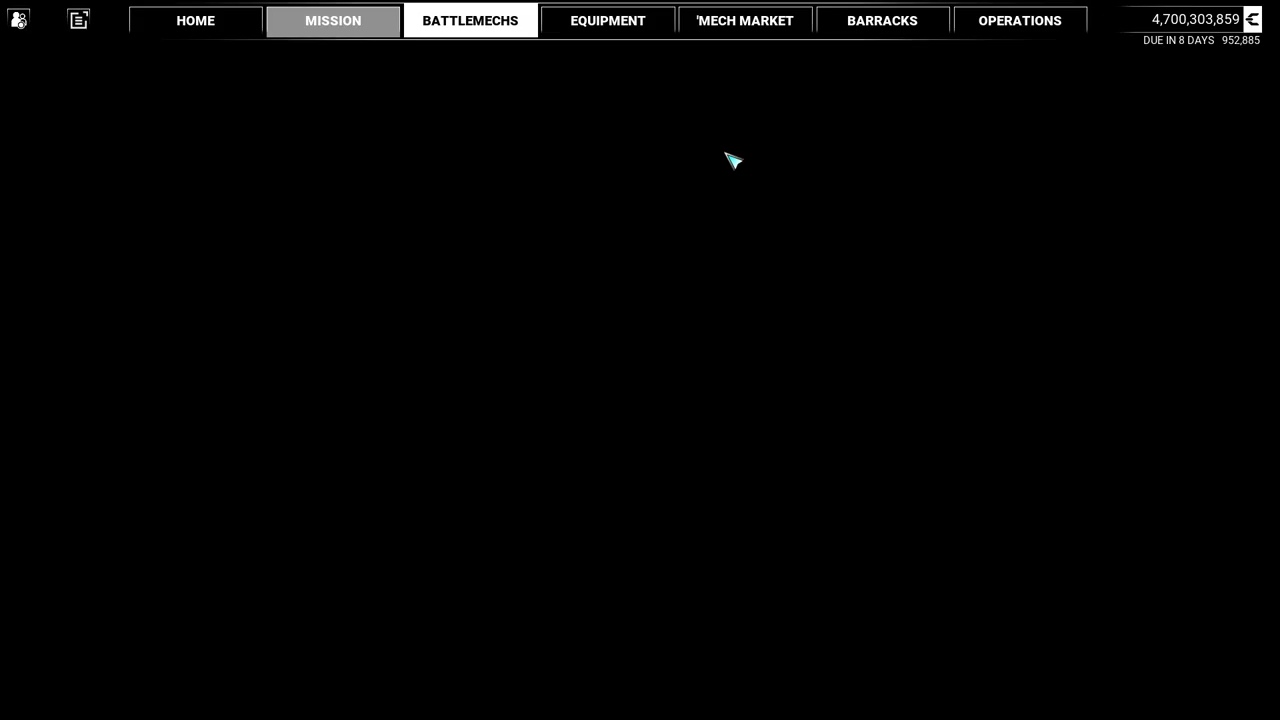 HOME
MISSION
BATTLEMECHS
EQUIPMENT
'MECH MARKET
BARRACKS
OPERATIONS
4,700,303,859
DUE IN 8 DAYS 952,885